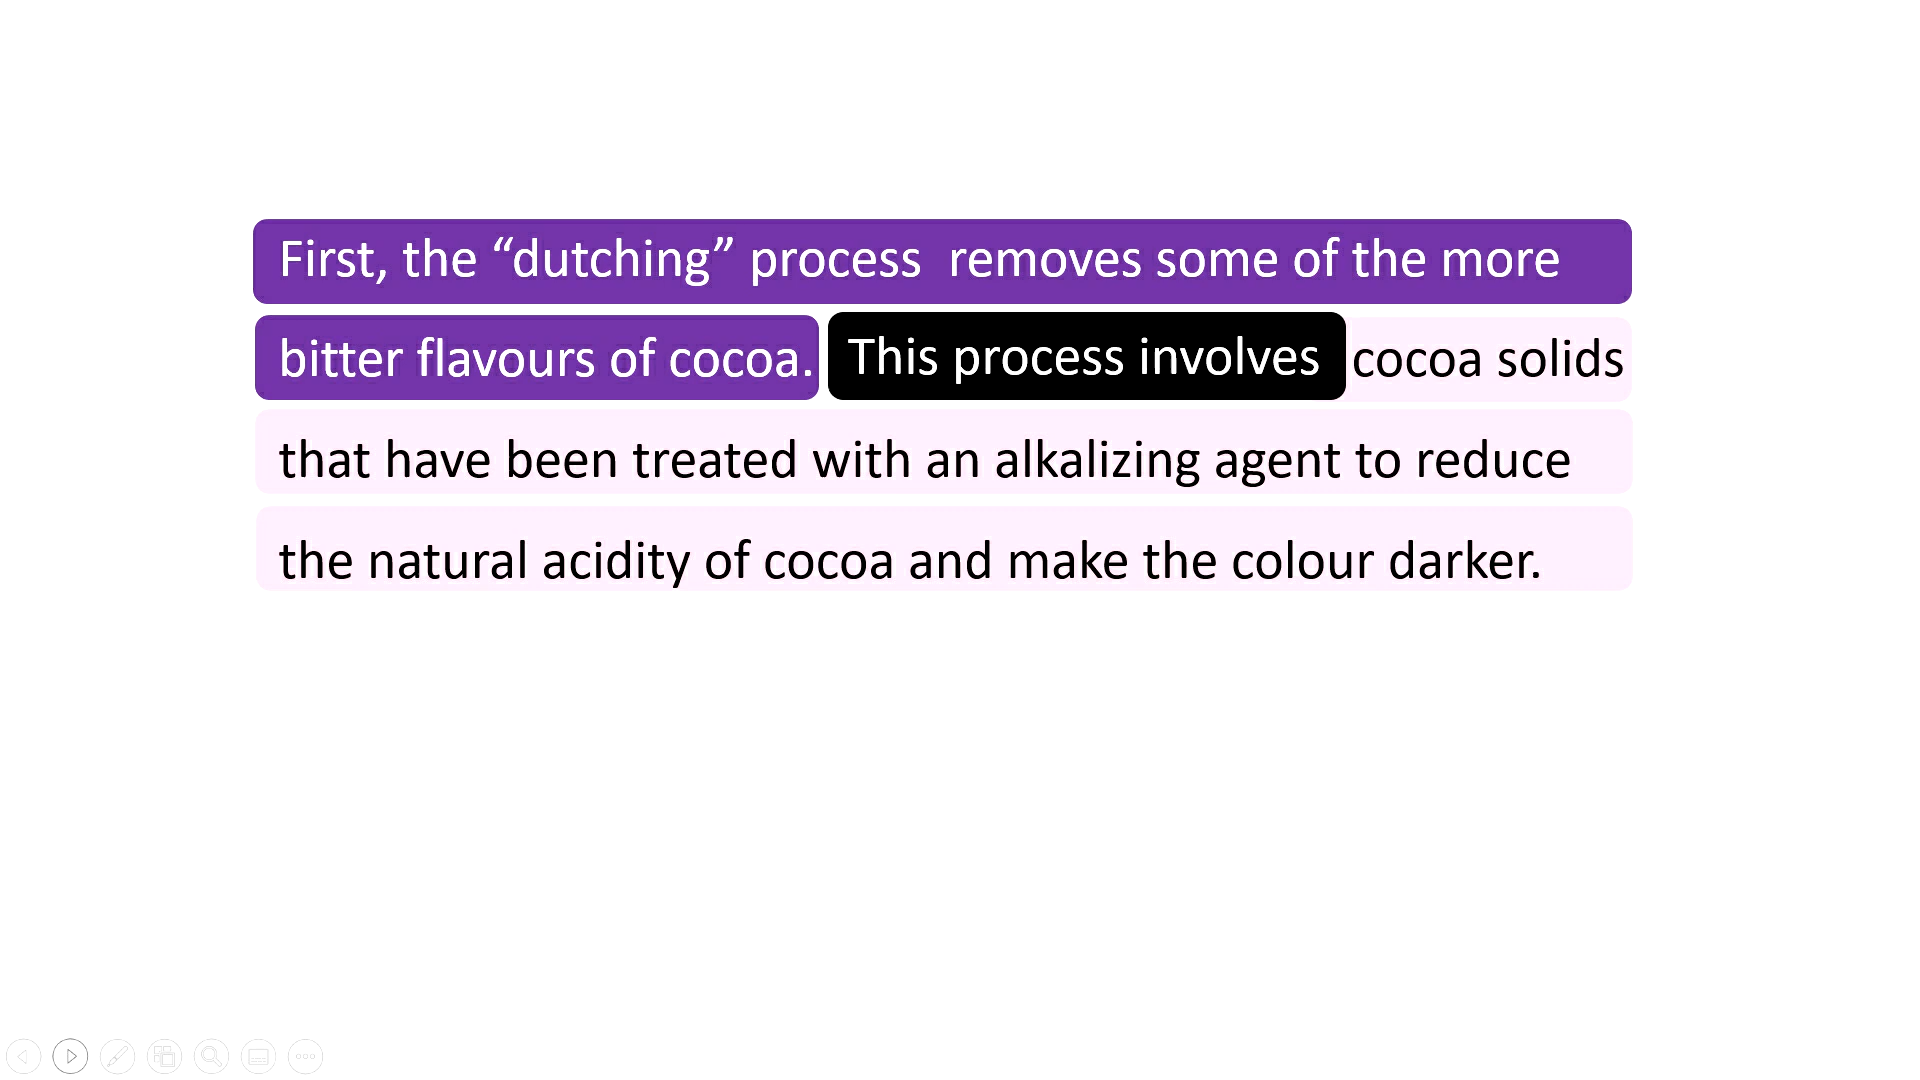 First, the “dutching” process  removes some of the more
bitter flavours of cocoa. This process involves cocoa solids
that have been treated with an alkalizing agent to reduce
the natural acidity of cocoa and make the colour darker.